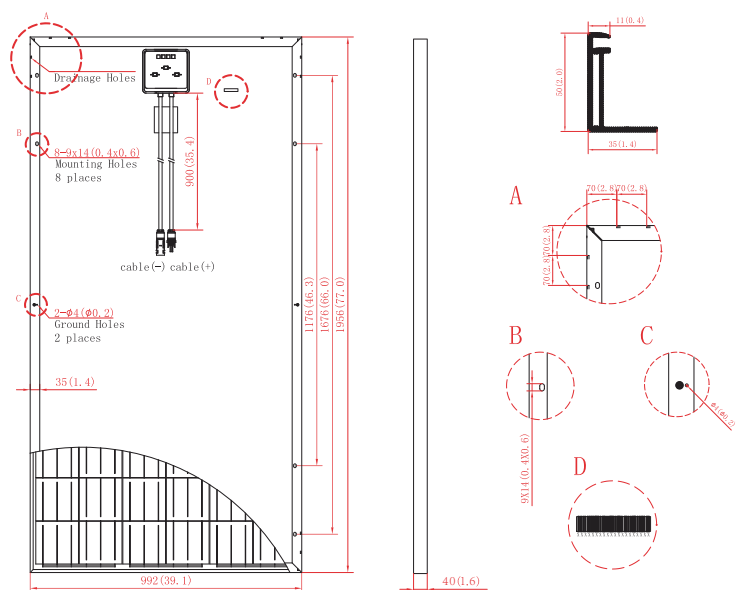 A
Drainage Holes
B
8-9x14(0.4x0.6)
Mounting Holes
8 places
D
900(35.4)
cable(-) cable(+)
C
2-φ4(φ0.2)
Ground Holes
2 places
35(1.4)
1176(46.3)
1676(66.0)
1956(77.0)
992(39.1)
40(1.6)
11(0.4)
50(2.0)
35(1.4)
A
70(2.8)
70(2.8)
70(2.8)
70(2.8)
B
9X14(0.4X0.6)
C
φ4(φ0.2)
D